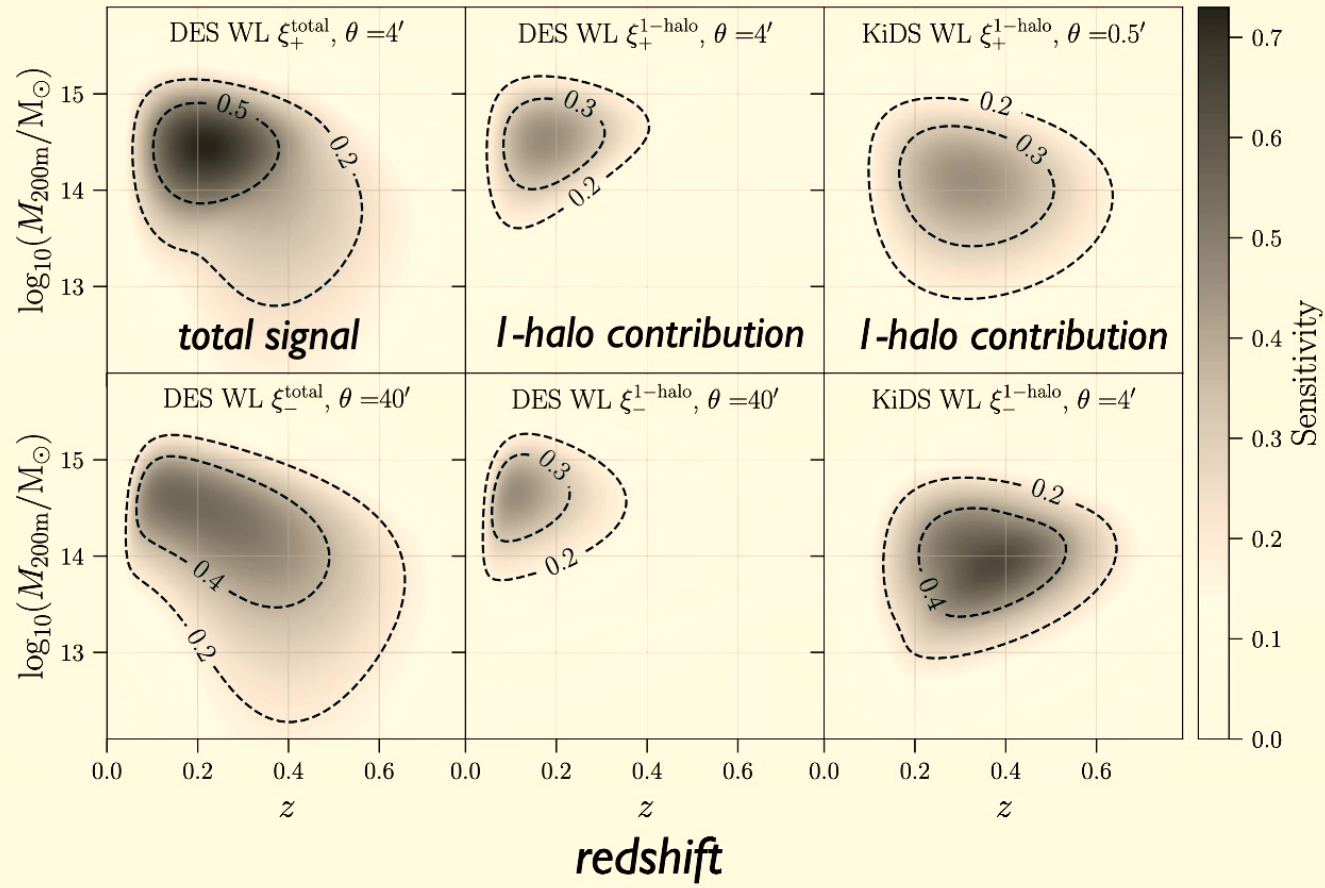 DES WL ξ₊^total, θ =4′
DES WL ξ₊^1−halo, θ =4′
KiDS WL ξ₊^1−halo, θ =0.5′
log₁₀(M₂₀₀ₘ/M⊙)
15
14
13
0.5
0.2
0.3
0.2
0.2
0.3
total signal
1-halo contribution
1-halo contribution
DES WL ξ₋^total, θ =40′
DES WL ξ₋^1−halo, θ =40′
KiDS WL ξ₋^1−halo, θ =4′
log₁₀(M₂₀₀ₘ/M⊙)
15
14
13
0.4
0.2
0.3
0.2
0.2
0.4
0.0 0.2 0.4 0.6
0.0 0.2 0.4 0.6
0.0 0.2 0.4 0.6
z
z
z
redshift
0.7
0.6
0.5
0.4
0.3
0.2
0.1
0.0
Sensitivity